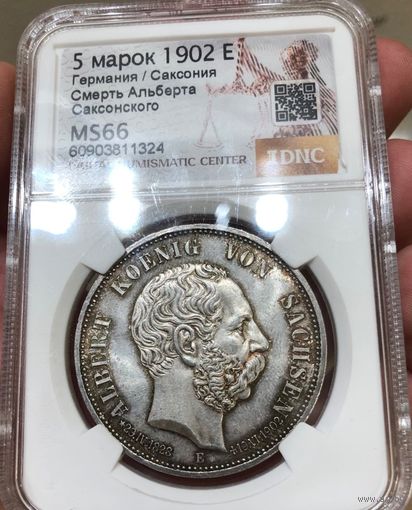 5 марок 1902 E
Германия / Саксония
Смерть Альберта
Саксонского
MS66
60903811324
NUMISMATIC CENTER
IDNC
ALBERT KOENIG VON SACHSEN
E